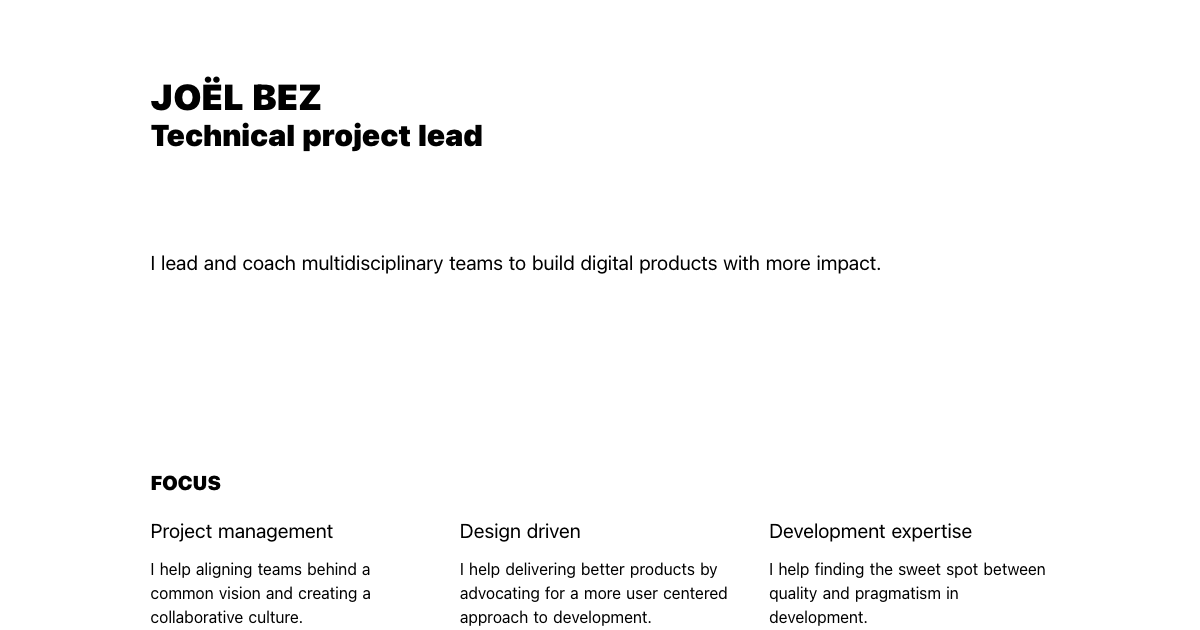 JOËL BEZ
Technical project lead
I lead and coach multidisciplinary teams to build digital products with more impact.
FOCUS
Project management
I help aligning teams behind a
common vision and creating a
collaborative culture.
Design driven
I help delivering better products by
advocating for a more user centered
approach to development.
Development expertise
I help finding the sweet spot between
quality and pragmatism in
development.